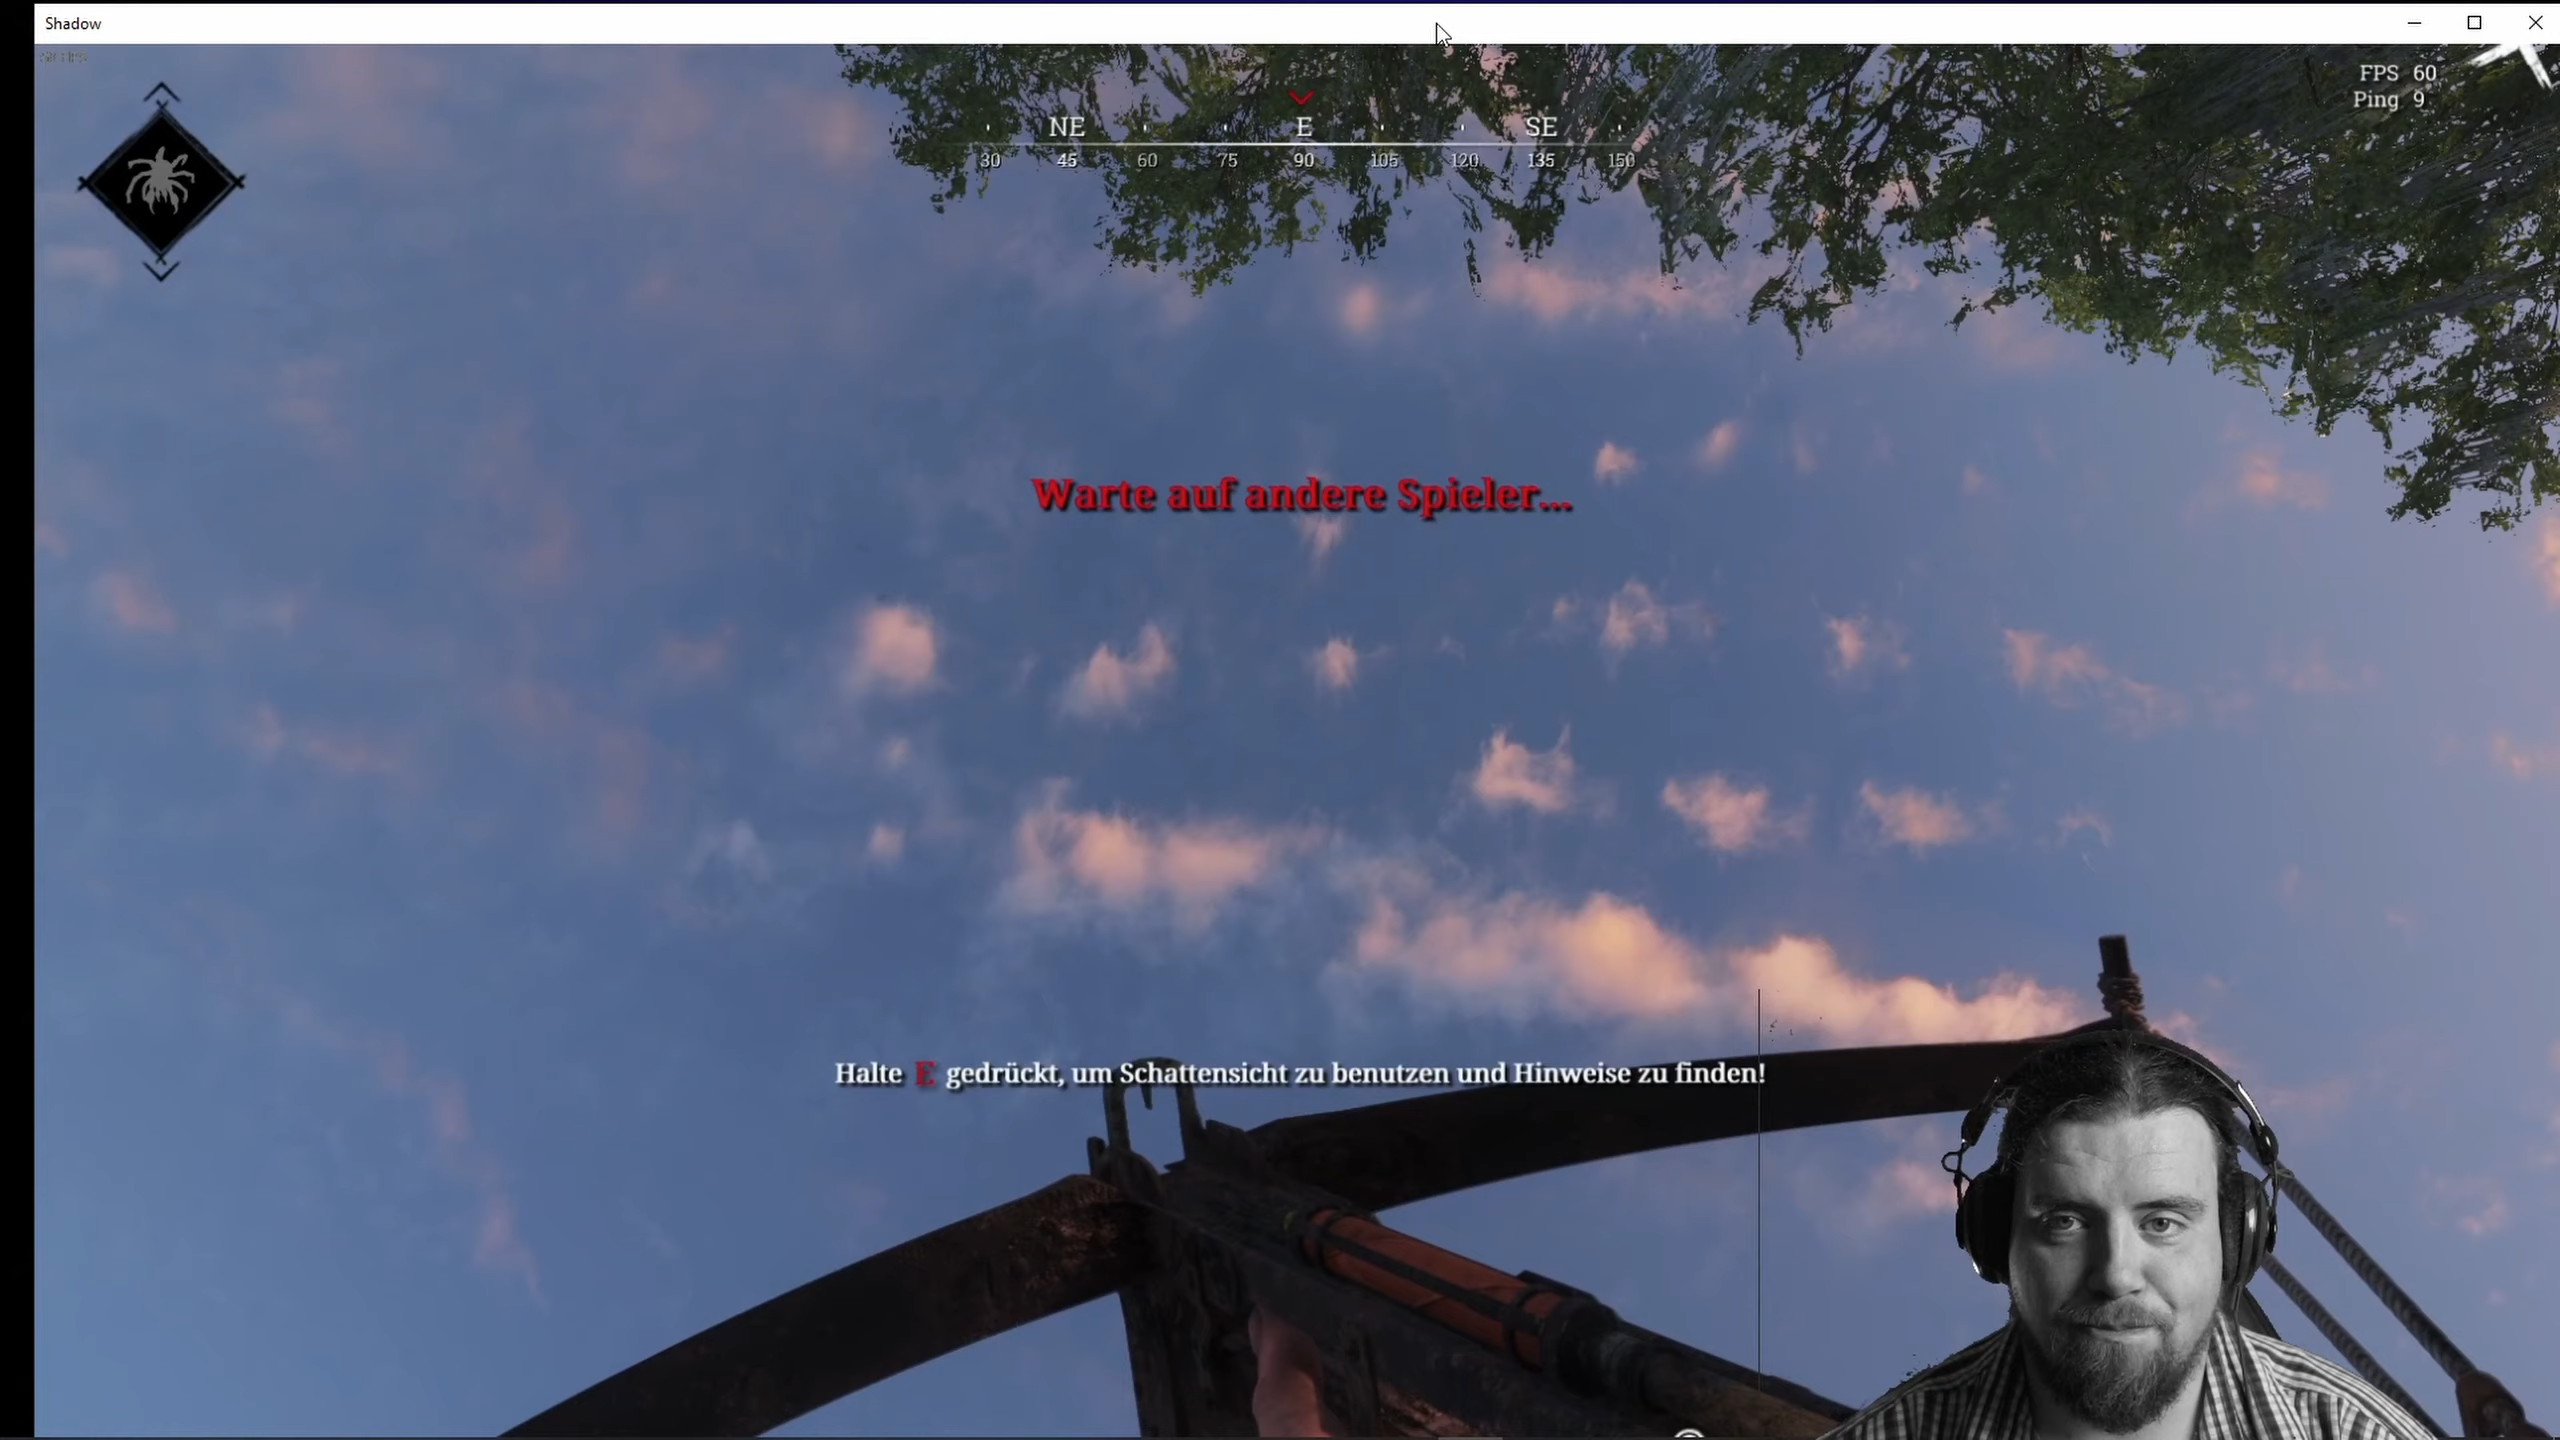 Shadow
FPS 60
Ping 9
NE E SE
30 45 60 75 90 105 120 135 150
Warte auf andere Spieler...
Halte E gedrückt, um Schattensicht zu benutzen und Hinweise zu finden!